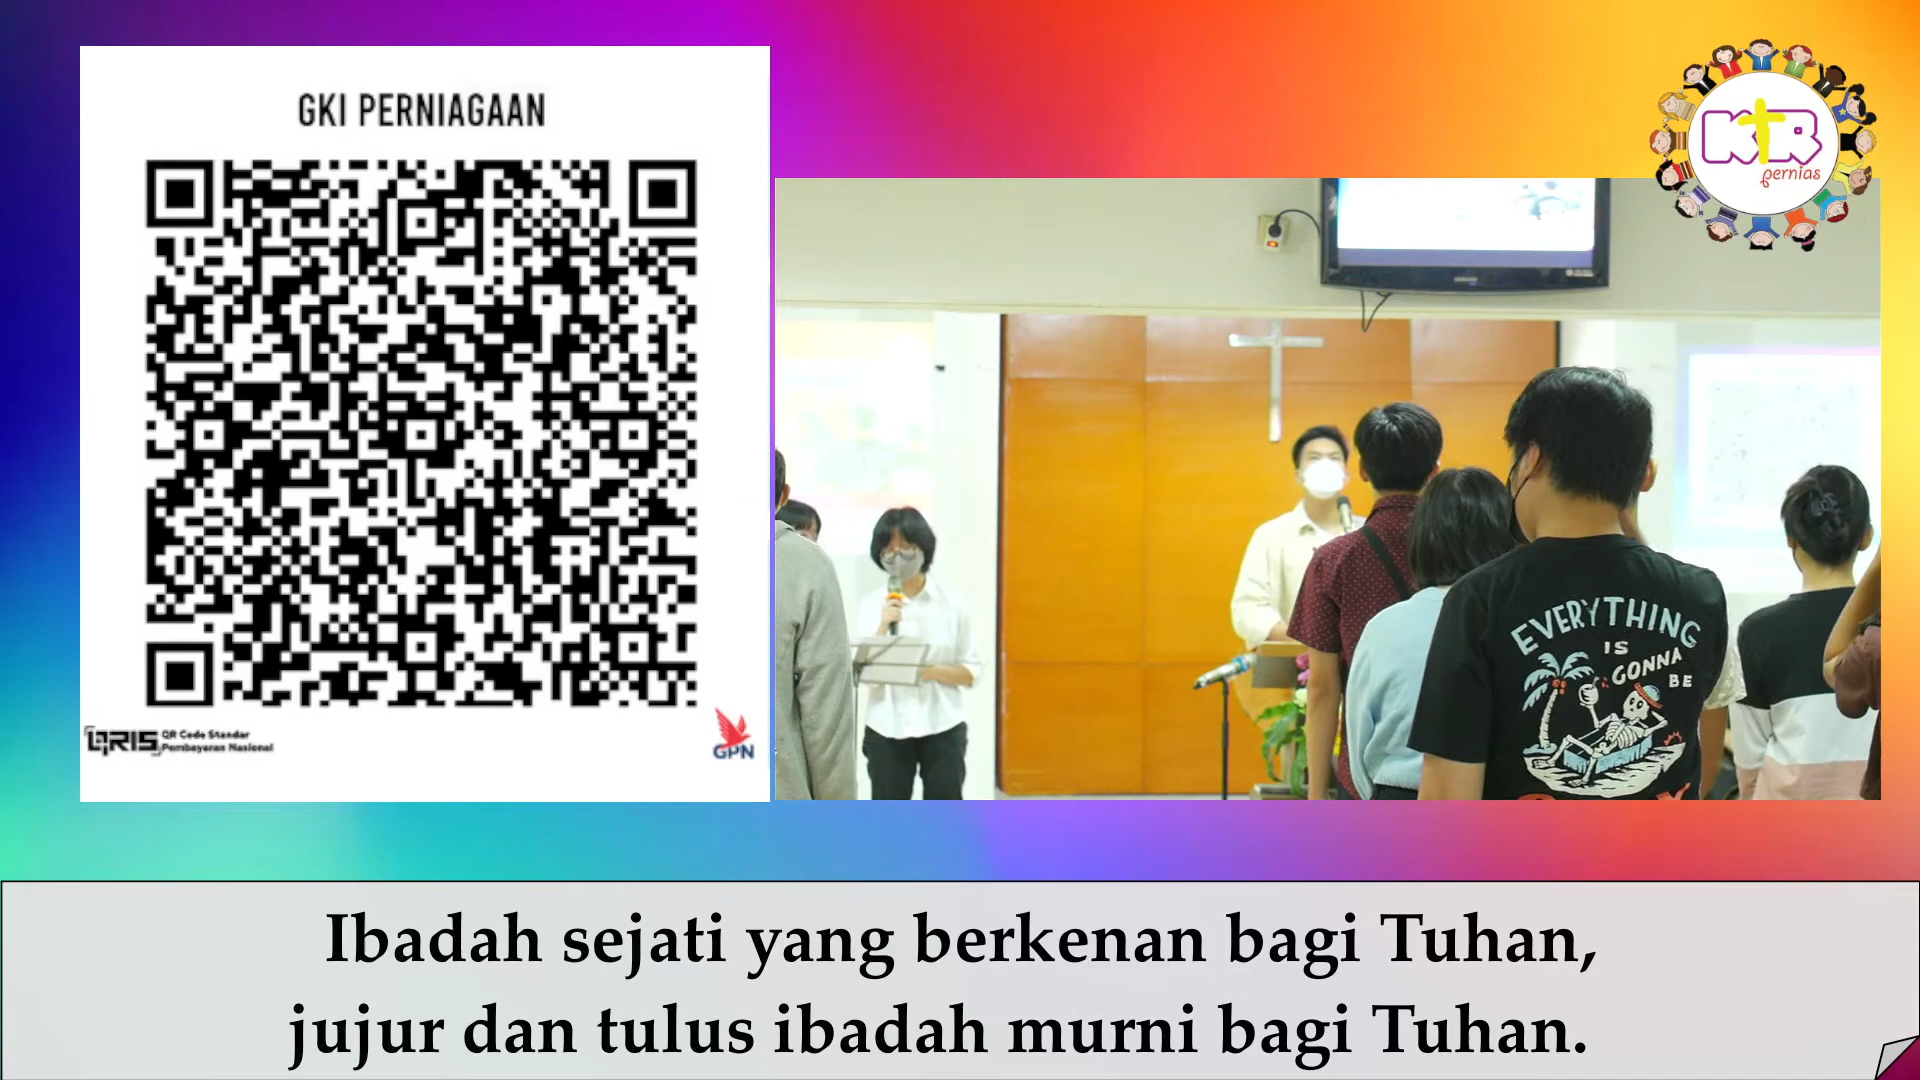 GKI PERNIAGAAN
QRIS
QR Code Standar
Pembayaran Nasional
GPN
KTR
pernias
EVERYTHING
IS
GONNA
BE
Ibadah sejati yang berkenan bagi Tuhan,
jujur dan tulus ibadah murni bagi Tuhan.